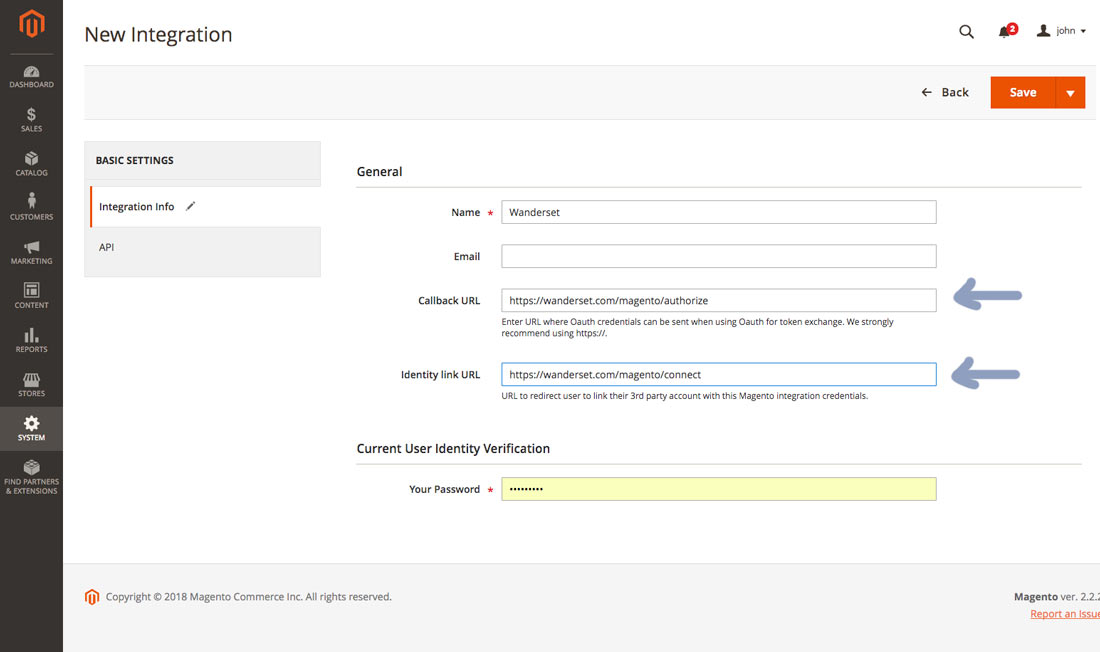 New Integration
2
john
Back
Save
DASHBOARD
SALES
CATALOG
CUSTOMERS
MARKETING
CONTENT
REPORTS
STORES
SYSTEM
FIND PARTNERS
& EXTENSIONS
BASIC SETTINGS
Integration Info
API
General
Name * Wanderset
Email
Callback URL https://wanderset.com/magento/authorize
Enter URL where Oauth credentials can be sent when using Oauth for token exchange. We strongly
recommend using https://.
Identity link URL https://wanderset.com/magento/connect
URL to redirect user to link their 3rd party account with this Magento integration credentials.
Current User Identity Verification
Your Password * •••••••••
Copyright © 2018 Magento Commerce Inc. All rights reserved.
Magento ver. 2.2.2
Report an Issue